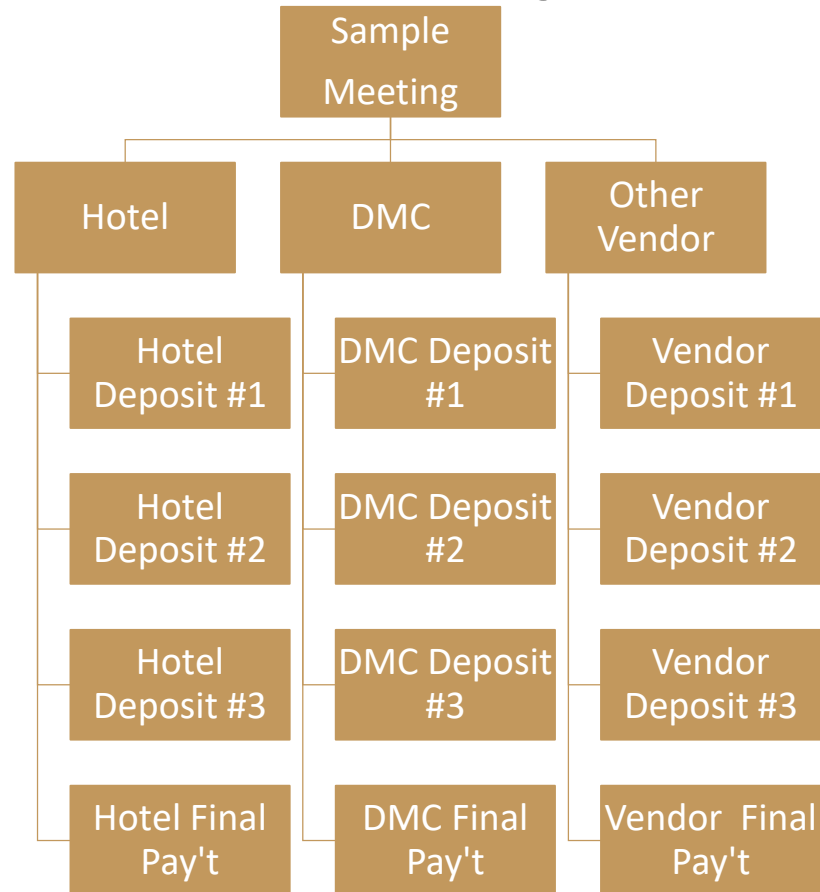 Sample
Meeting
Hotel
DMC
Other
Vendor
Hotel
Deposit #1
Hotel
Deposit #2
Hotel
Deposit #3
Hotel Final
Pay't
DMC Deposit
#1
DMC Deposit
#2
DMC Deposit
#3
DMC Final
Pay't
Vendor
Deposit #1
Vendor
Deposit #2
Vendor
Deposit #3
Vendor Final
Pay't